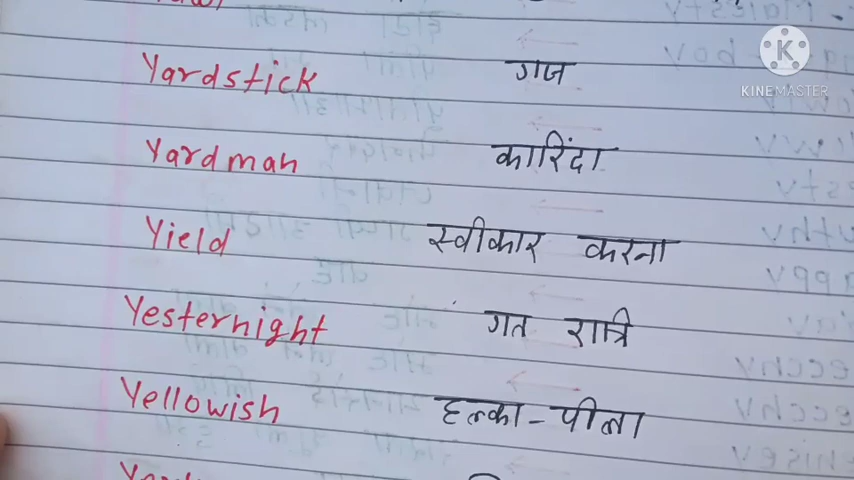 Yardstick गज
Yardman कारिंदा
Yield स्वीकार करना
Yesternight गत रात्रि
Yellowish हल्का - पीला
K
KINEMASTER